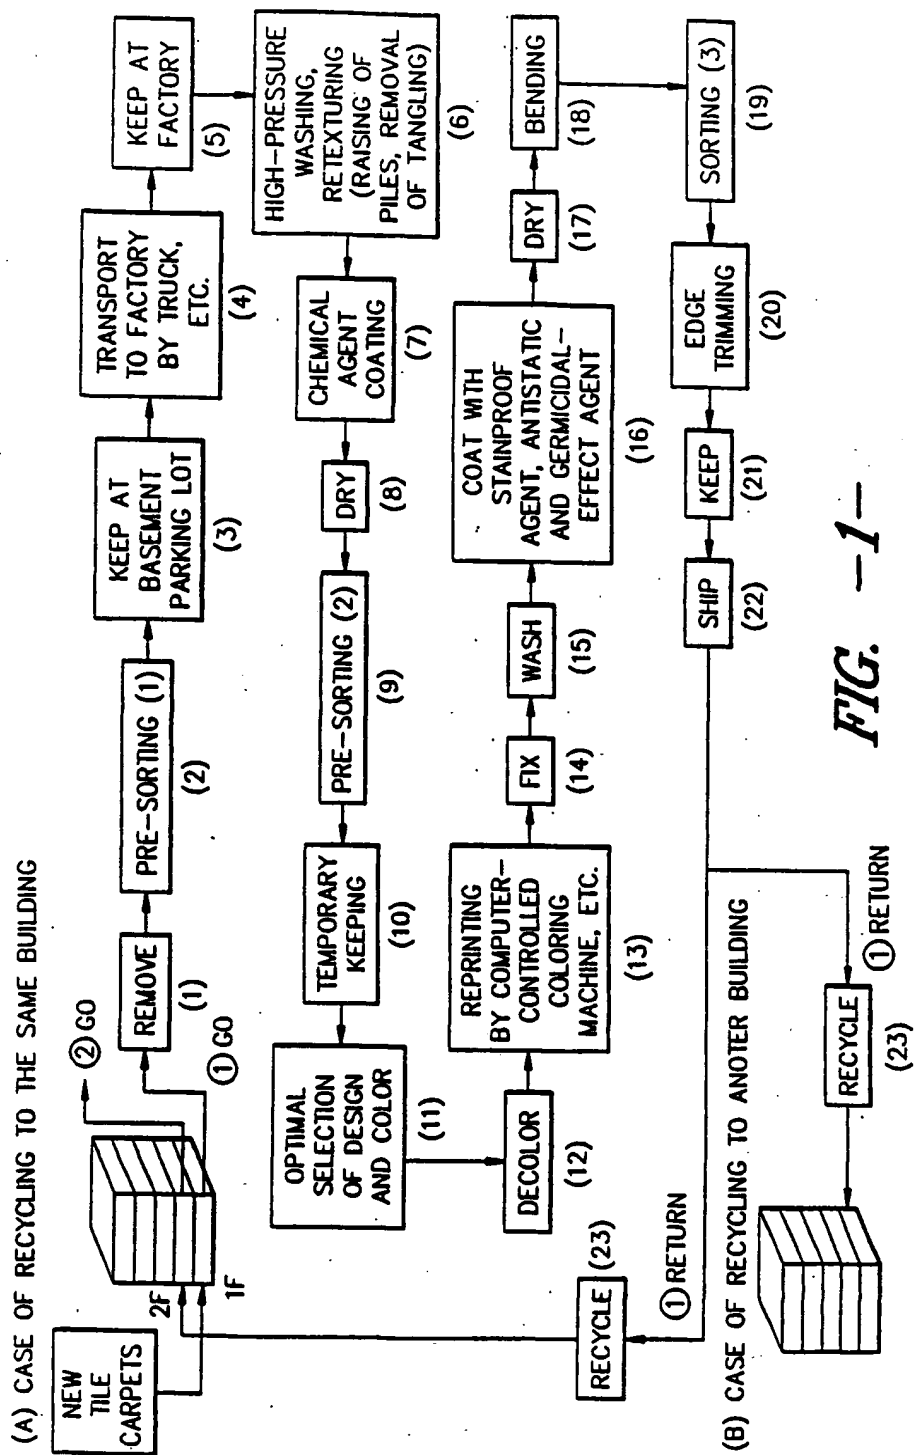 (A) CASE OF RECYCLING TO THE SAME BUILDING
NEW
TILE
CARPETS
2F
1F
② GO
① GO
REMOVE
(1)
PRE-SORTING (1)
(2)
KEEP AT
BASEMENT
PARKING LOT
(3)
TRANSPORT
TO FACTORY
BY TRUCK,
ETC.
(4)
KEEP AT
FACTORY
(5)
HIGH-PRESSURE
WASHING,
RETEXTURING
(RAISING OF
PILES, REMOVAL
OF TANGLING)
(6)
CHEMICAL
AGENT
COATING
(7)
DRY
(8)
PRE-SORTING (2)
(9)
TEMPORARY
KEEPING
(10)
OPTIMAL
SELECTION
OF DESIGN
AND COLOR
(11)
DECOLOR
(12)
REPRINTING
BY COMPUTER-
CONTROLLED
COLORING
MACHINE, ETC.
(13)
FIX
(14)
WASH
(15)
COAT WITH
STAINPROOF
AGENT, ANTISTATIC
AND GERMICIDAL-
EFFECT AGENT
(16)
DRY
(17)
BENDING
(18)
SORTING (3)
(19)
EDGE
TRIMMING
(20)
KEEP
(21)
SHIP
(22)
RECYCLE
(23)
① RETURN
(B) CASE OF RECYCLING TO ANOTER BUILDING
RECYCLE
(23)
① RETURN
FIG. -1-